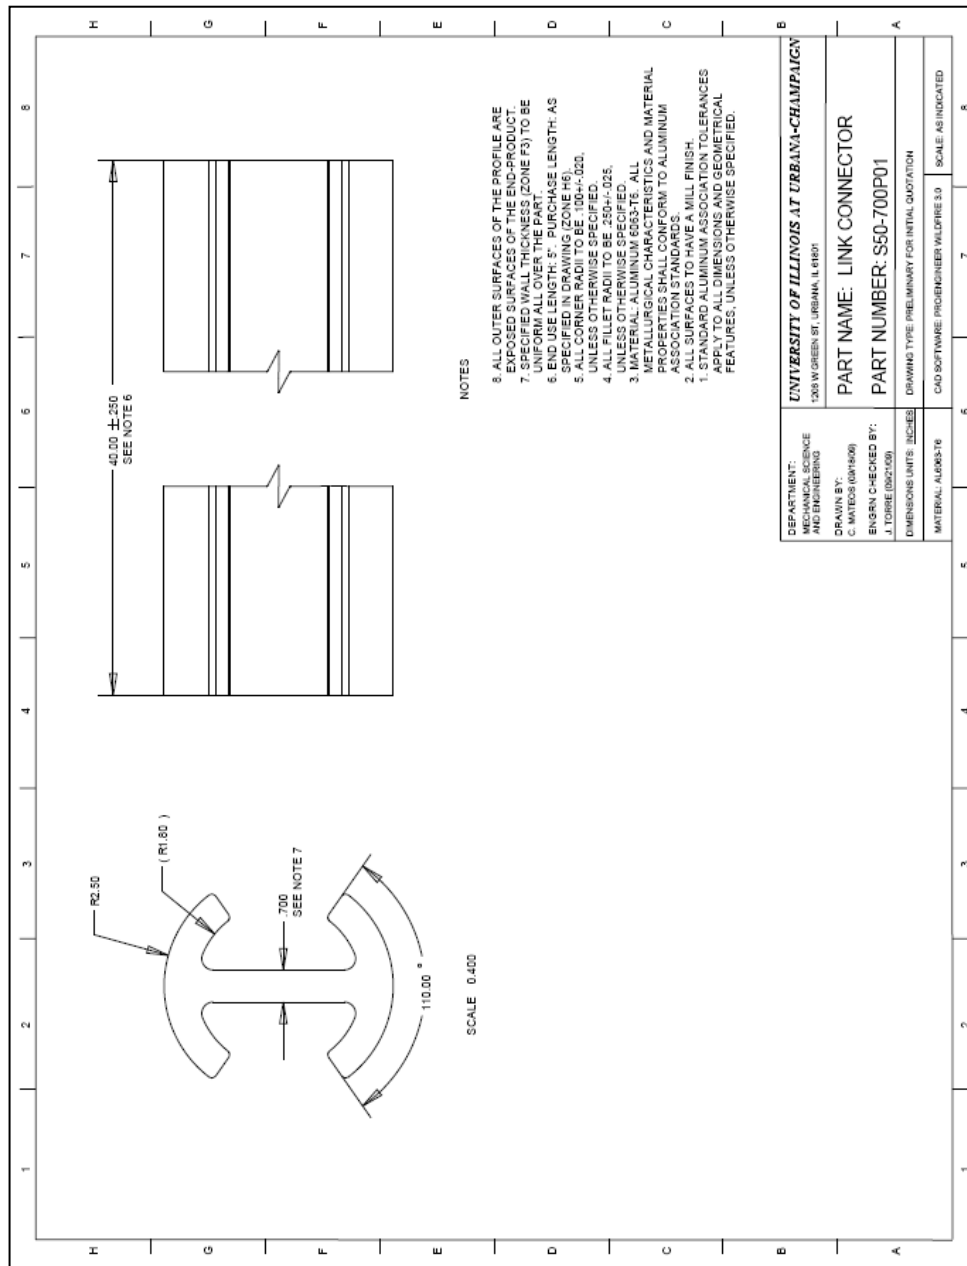 H
G
F
E
D
C
B
A
8
7
6
5
4
3
2
1
40.00 ± .250
SEE NOTE 6
R2.50
( R1.80 )
.700
SEE NOTE 7
110.00 °
SCALE 0.400
NOTES
8. ALL OUTER SURFACES OF THE PROFILE ARE
EXPOSED SURFACES OF THE END-PRODUCT.
7. SPECIFIED WALL THICKNESS (ZONE F3) TO BE
UNIFORM ALL OVER THE PART.
6. END USE LENGTH: 5". PURCHASE LENGTH: AS
SPECIFIED IN DRAWING (ZONE H6).
5. ALL CORNER RADII TO BE .100+/-.020,
UNLESS OTHERWISE SPECIFIED.
4. ALL FILLET RADII TO BE .250+/-.025,
UNLESS OTHERWISE SPECIFIED.
3. MATERIAL: ALUMINUM 6063-T6. ALL
METALLURGICAL CHARACTERISTICS AND MATERIAL
PROPERTIES SHALL CONFORM TO ALUMINUM
ASSOCIATION STANDARDS.
2. ALL SURFACES TO HAVE A MILL FINISH.
1. STANDARD ALUMINUM ASSOCIATION TOLERANCES
APPLY TO ALL DIMENSIONS AND GEOMETRICAL
FEATURES, UNLESS OTHERWISE SPECIFIED.
DEPARTMENT:
MECHANICAL SCIENCE
AND ENGINEERING
UNIVERSITY OF ILLINOIS AT URBANA-CHAMPAIGN
1206 W GREEN ST, URBANA, IL 61801
DRAWN BY:
C. MATEOS (09/18/09)
PART NAME: LINK CONNECTOR
ENGRN CHECKED BY:
J. TORRE (09/21/09)
PART NUMBER: S50-700P01
DIMENSIONS UNITS: INCHES
DRAWING TYPE: PRELIMINARY FOR INITIAL QUOTATION
MATERIAL: AL6063-T6
CAD SOFTWARE: PRO/ENGINEER WILDFIRE 3.0
SCALE: AS INDICATED
H
G
F
E
D
C
B
A
8
7
6
5
4
3
2
1